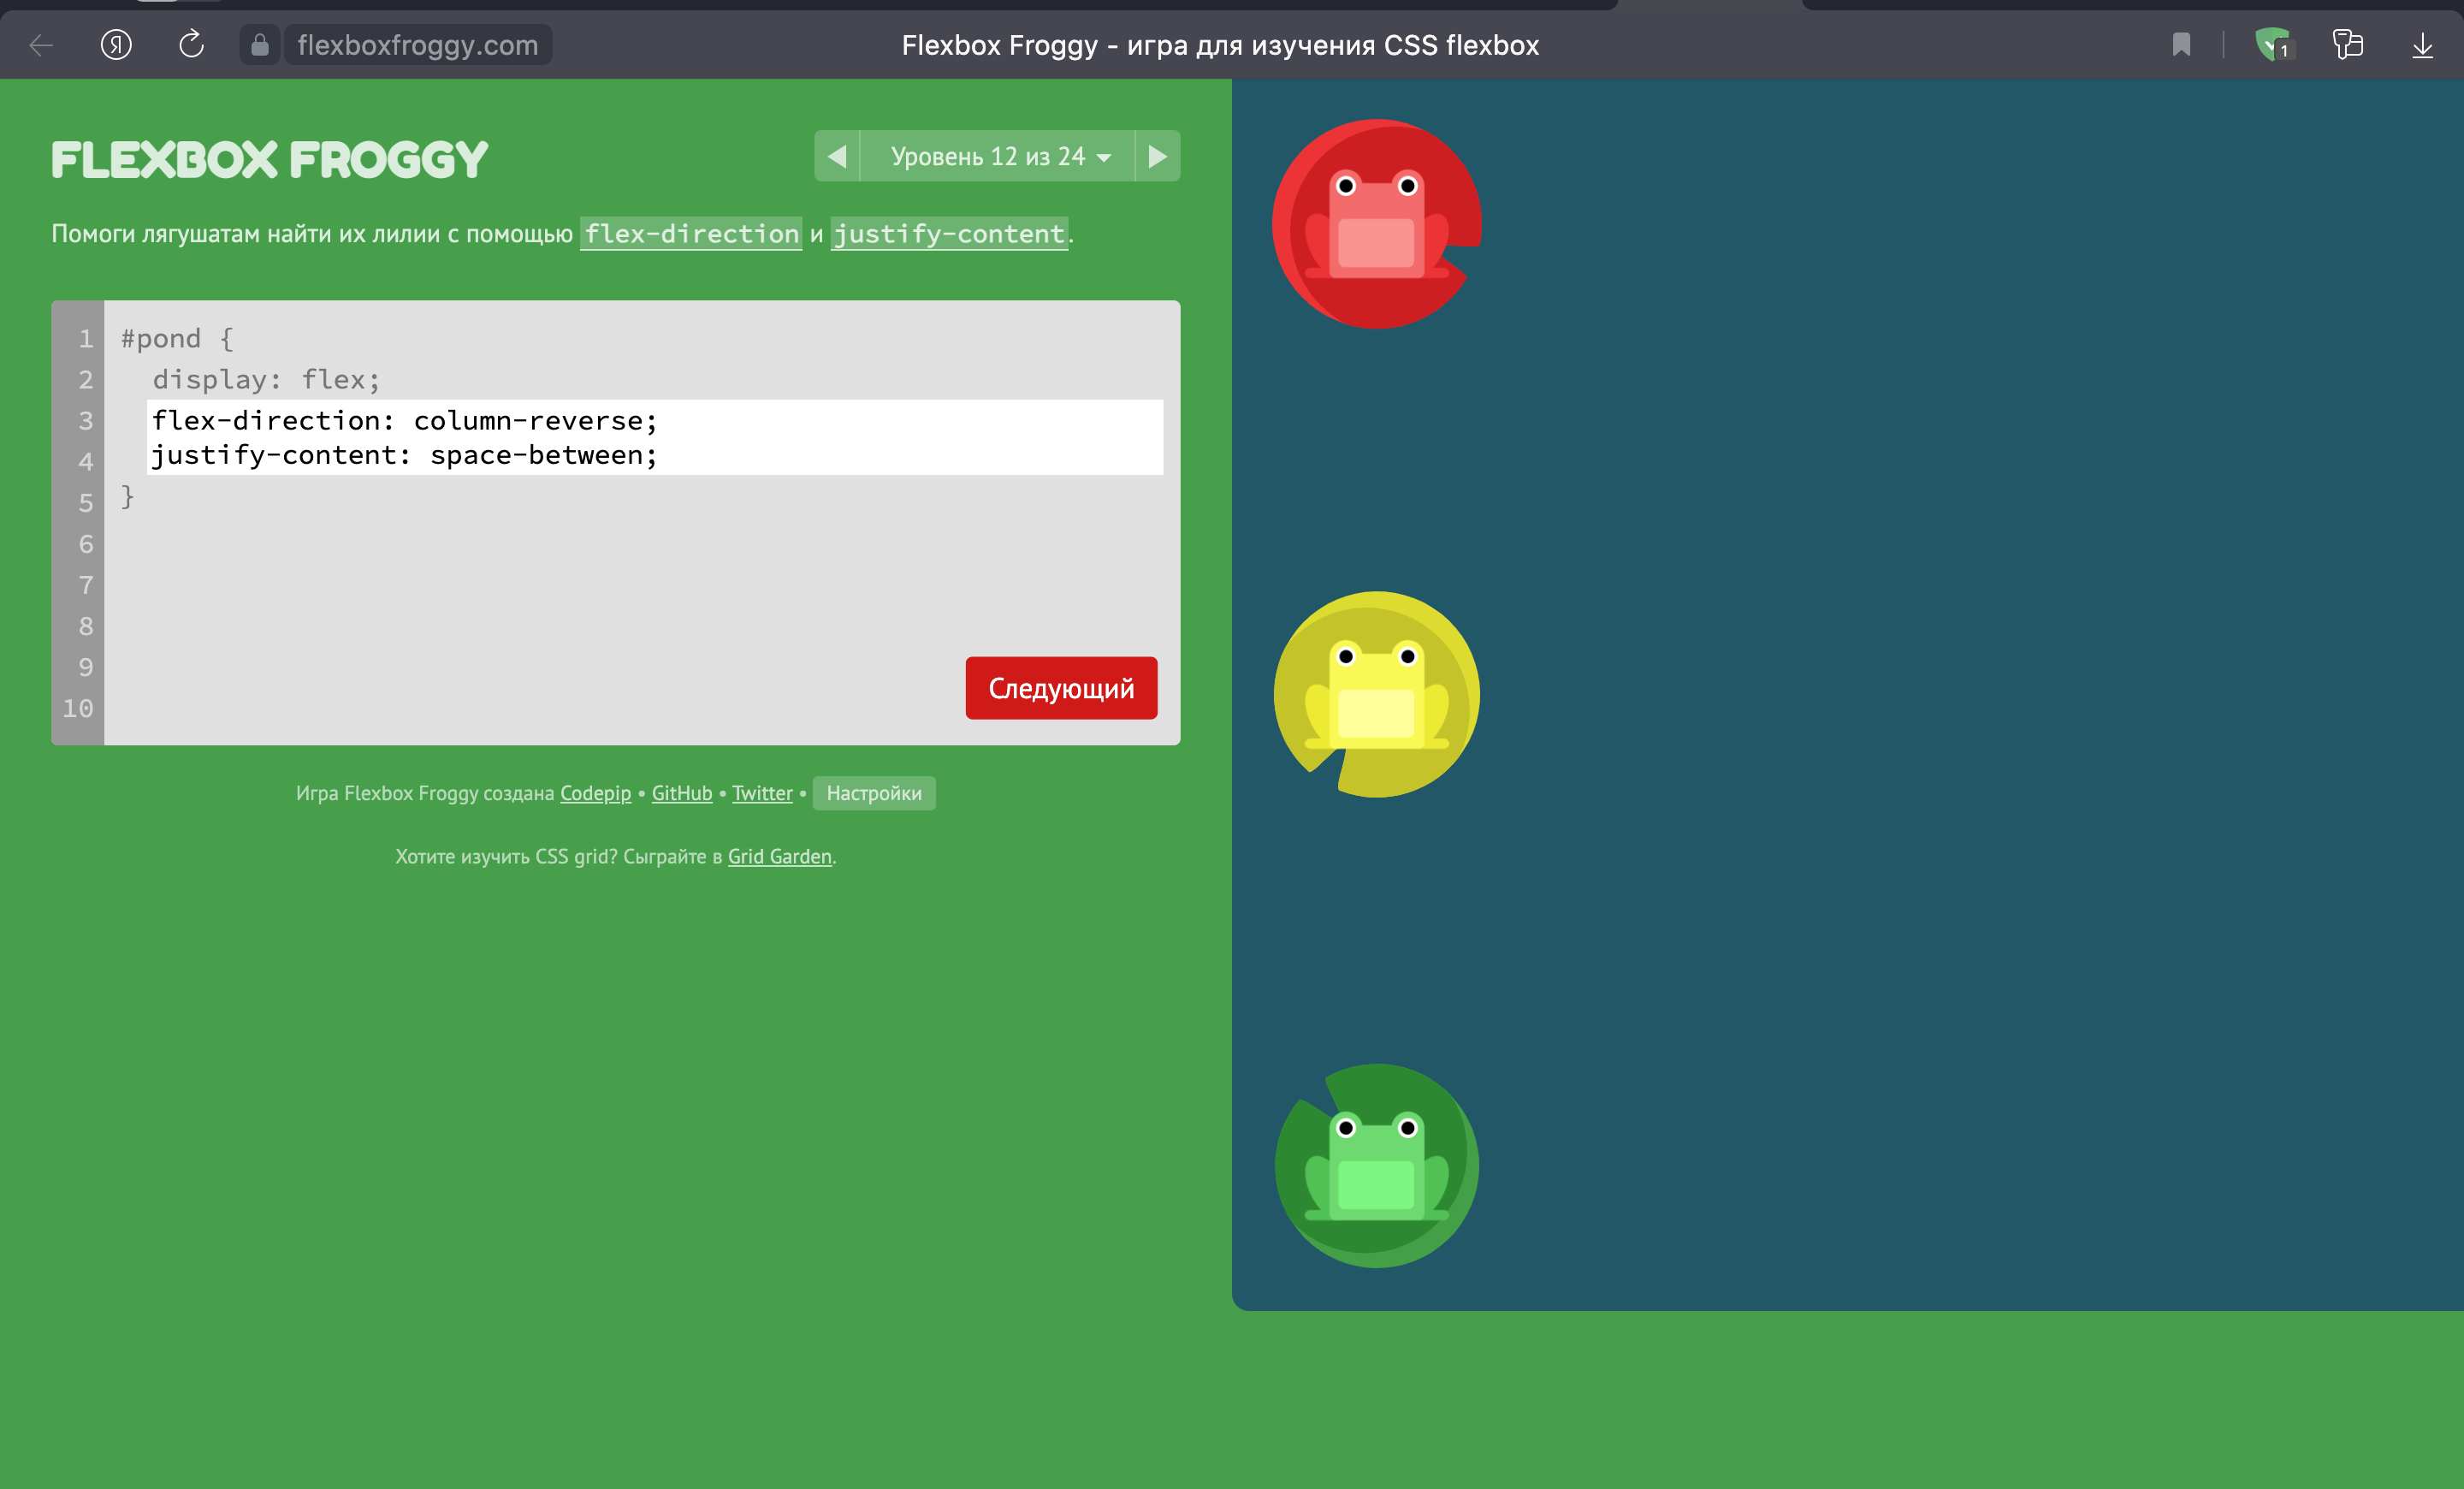 flexboxfroggy.com
Flexbox Froggy - игра для изучения CSS flexbox
1
FLEXBOX FROGGY
Уровень 12 из 24
Помоги лягушатам найти их лилии с помощью flex-direction и justify-content.
1 #pond {
2 display: flex;
3 flex-direction: column-reverse;
4 justify-content: space-between;
5 }
6
7
8
9
10
Следующий
Игра Flexbox Froggy создана Codepip • GitHub • Twitter • Настройки
Хотите изучить CSS grid? Сыграйте в Grid Garden.